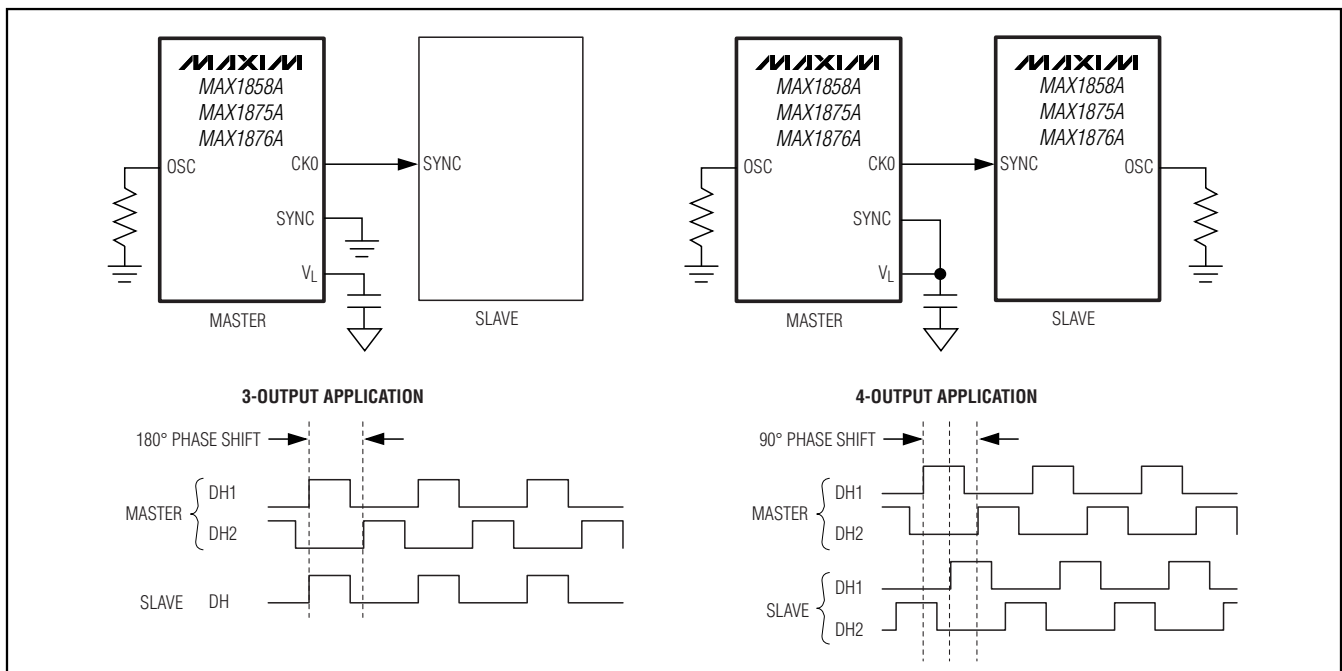 MAXIM
MAX1858A
MAX1875A
MAX1876A
OSC
CK0
SYNC
VL
MASTER
SYNC
SLAVE
MAXIM
MAX1858A
MAX1875A
MAX1876A
OSC
CK0
SYNC
VL
MASTER
MAXIM
MAX1858A
MAX1875A
MAX1876A
SYNC
OSC
SLAVE
3-OUTPUT APPLICATION
180° PHASE SHIFT
MASTER
DH1
DH2
SLAVE DH
4-OUTPUT APPLICATION
90° PHASE SHIFT
MASTER
DH1
DH2
SLAVE
DH1
DH2